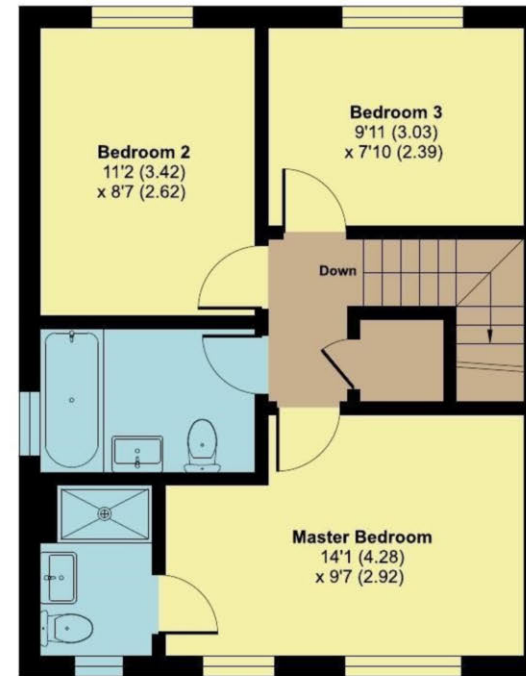 Bedroom 2
11'2 (3.42)
x 8'7 (2.62)
Bedroom 3
9'11 (3.03)
x 7'10 (2.39)
Down
Master Bedroom
14'1 (4.28)
x 9'7 (2.92)